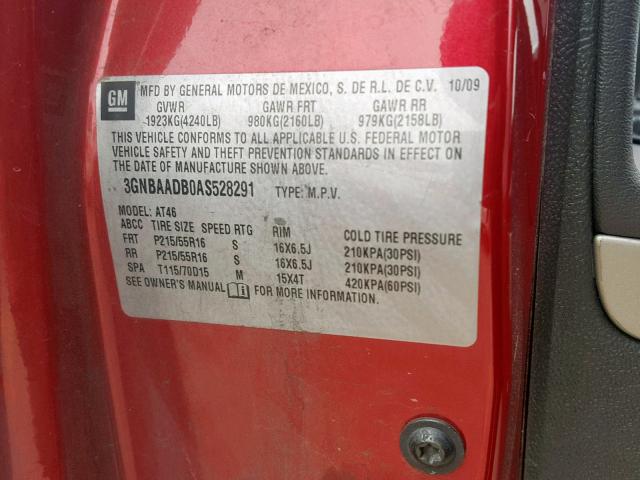 GM
MFD BY GENERAL MOTORS DE MEXICO, S. DE R.L. DE C.V. 10/09
GVWR GAWR FRT GAWR RR
1923KG(4240LB) 980KG(2160LB) 979KG(2158LB)
THIS VEHICLE CONFORMS TO ALL APPLICABLE U.S. FEDERAL MOTOR
VEHICLE SAFETY AND THEFT PREVENTION STANDARDS IN EFFECT ON
THE DATE OF MANUFACTURE SHOWN ABOVE.
3GNBAADB0AS528291 TYPE: M.P.V.
MODEL: AT46
ABCC TIRE SIZE SPEED RTG RIM COLD TIRE PRESSURE
FRT P215/55R16 S 16X6.5J 210KPA(30PSI)
RR P215/55R16 S 16X6.5J 210KPA(30PSI)
SPA T115/70D15 M 15X4T 420KPA(60PSI)
SEE OWNER'S MANUAL FOR MORE INFORMATION.